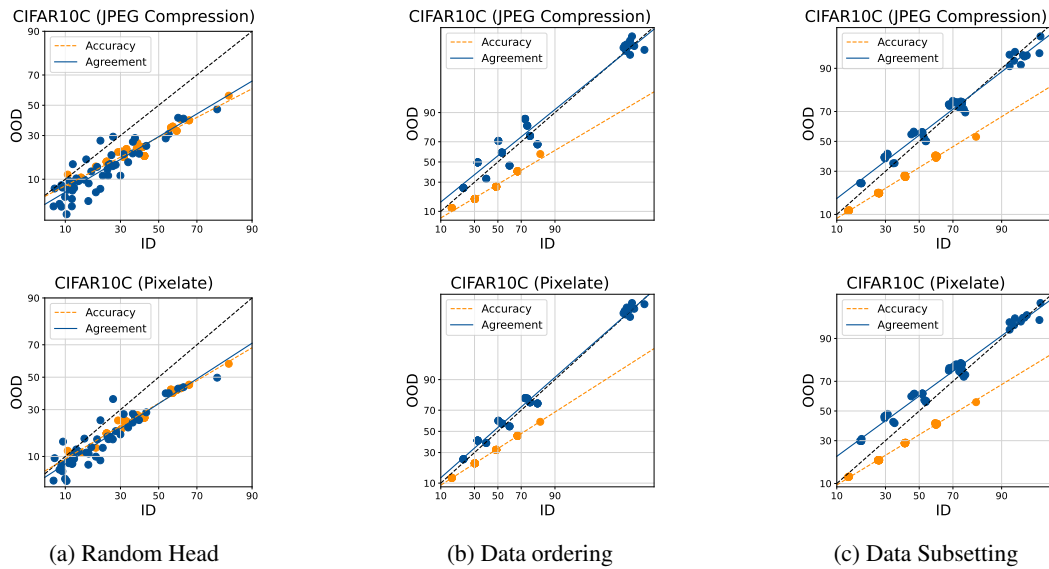 CIFAR10C (JPEG Compression)
90
70
50
30
10
OOD
Accuracy
Agreement
10 30 50 70 90
ID
CIFAR10C (JPEG Compression)
90
70
50
30
10
OOD
Accuracy
Agreement
10 30 50 70 90
ID
CIFAR10C (JPEG Compression)
90
70
50
30
10
OOD
Accuracy
Agreement
10 30 50 70 90
ID
CIFAR10C (Pixelate)
90
70
50
30
10
OOD
Accuracy
Agreement
10 30 50 70 90
ID
CIFAR10C (Pixelate)
90
70
50
30
10
OOD
Accuracy
Agreement
10 30 50 70 90
ID
CIFAR10C (Pixelate)
90
70
50
30
10
OOD
Accuracy
Agreement
10 30 50 70 90
ID
(a) Random Head
(b) Data ordering
(c) Data Subsetting